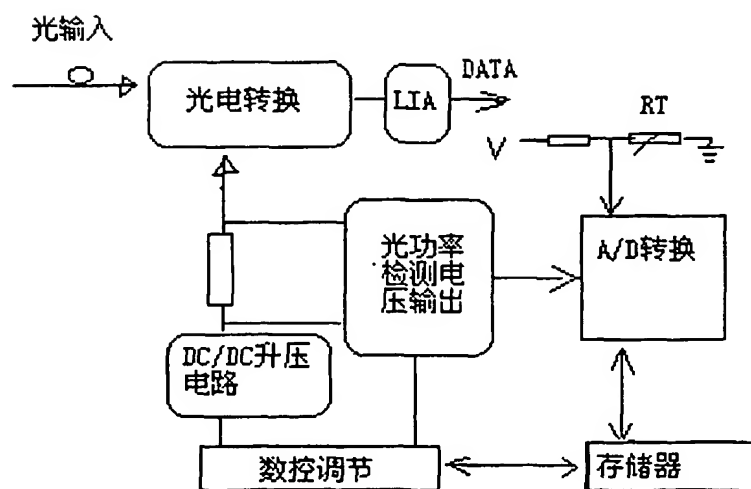 光输入
光电转换
LIA
DATA
RT
V
光功率
检测电
压输出
A/D转换
DC/DC升压
电路
数控调节
存储器